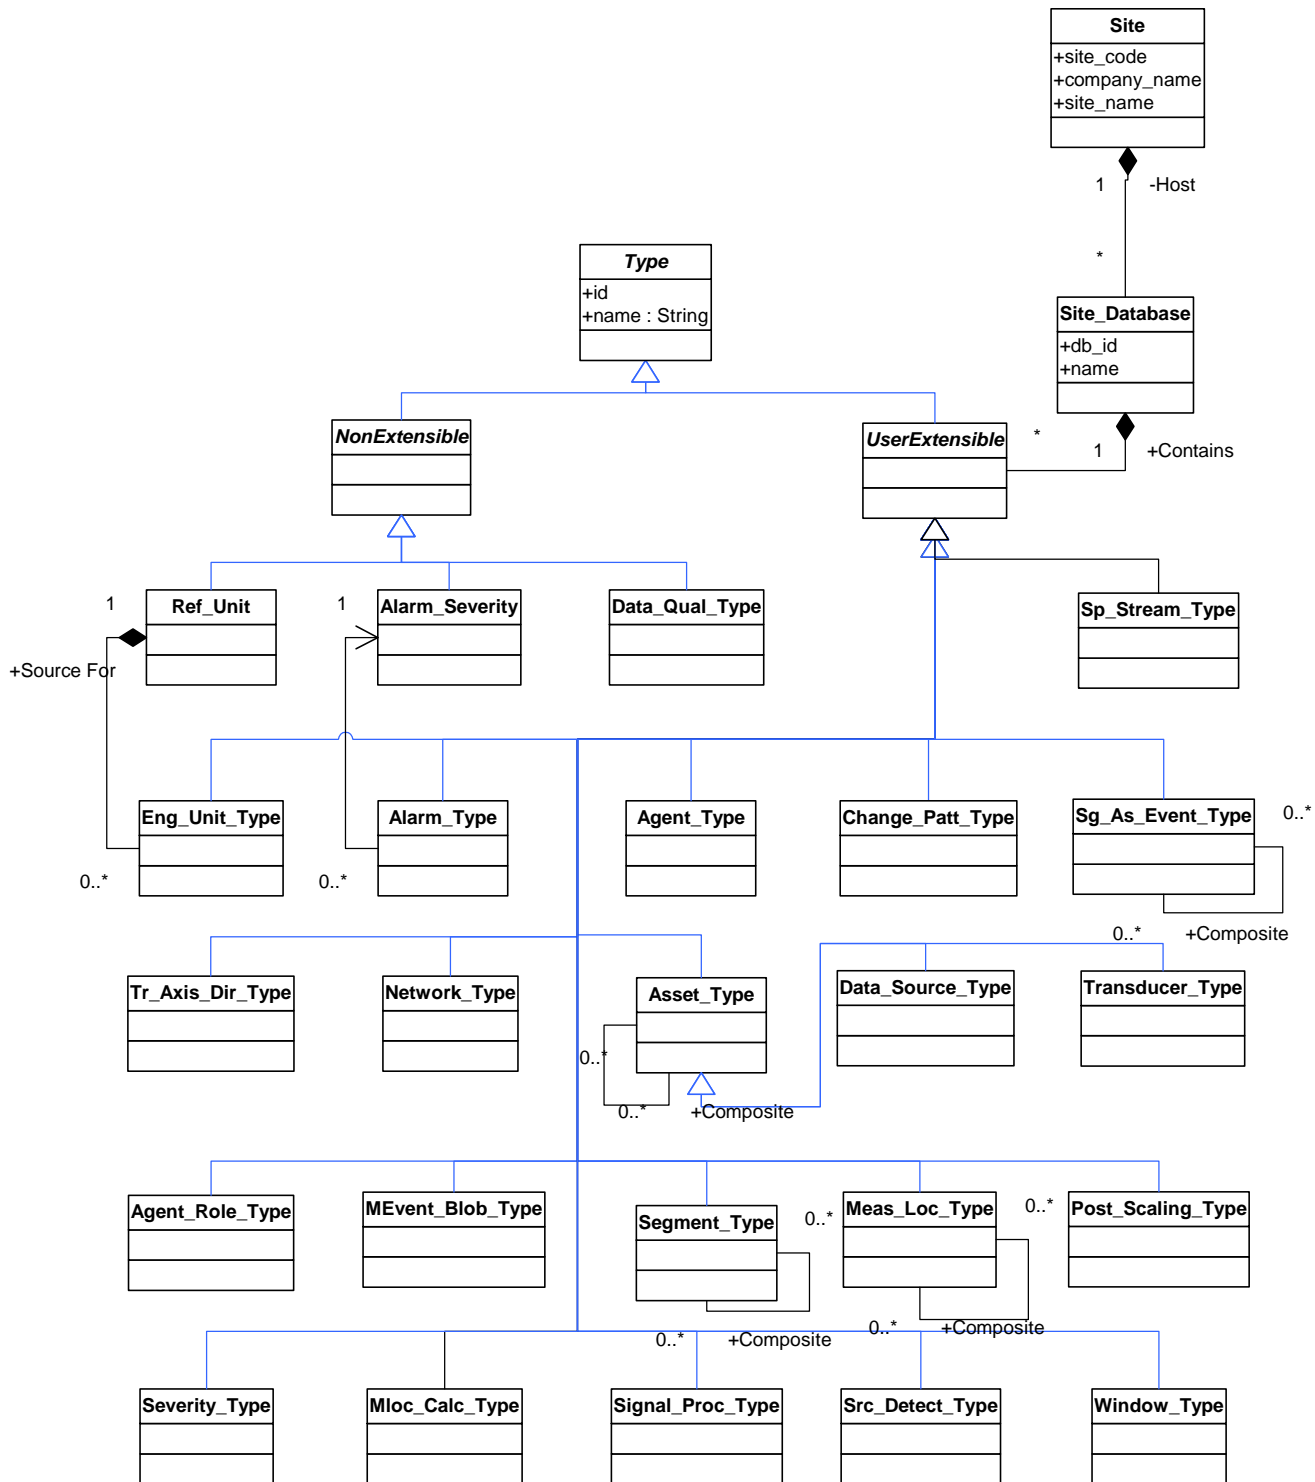 Site
+site_code
+company_name
+site_name
1
-Host
*
Type
+id
+name : String
Site_Database
+db_id
+name
NonExtensible
UserExtensible
*
1
+Contains
1
Ref_Unit
1
Alarm_Severity
Data_Qual_Type
Sp_Stream_Type
+Source For
Eng_Unit_Type
Alarm_Type
Agent_Type
Change_Patt_Type
Sg_As_Event_Type
0..*
0..*
0..*
0..*
+Composite
Tr_Axis_Dir_Type
Network_Type
Asset_Type
Data_Source_Type
Transducer_Type
0..*
0..*
+Composite
Agent_Role_Type
MEvent_Blob_Type
Segment_Type
0..*
Meas_Loc_Type
0..*
Post_Scaling_Type
0..*
+Composite
0..*
+Composite
Severity_Type
Mloc_Calc_Type
Signal_Proc_Type
Src_Detect_Type
Window_Type